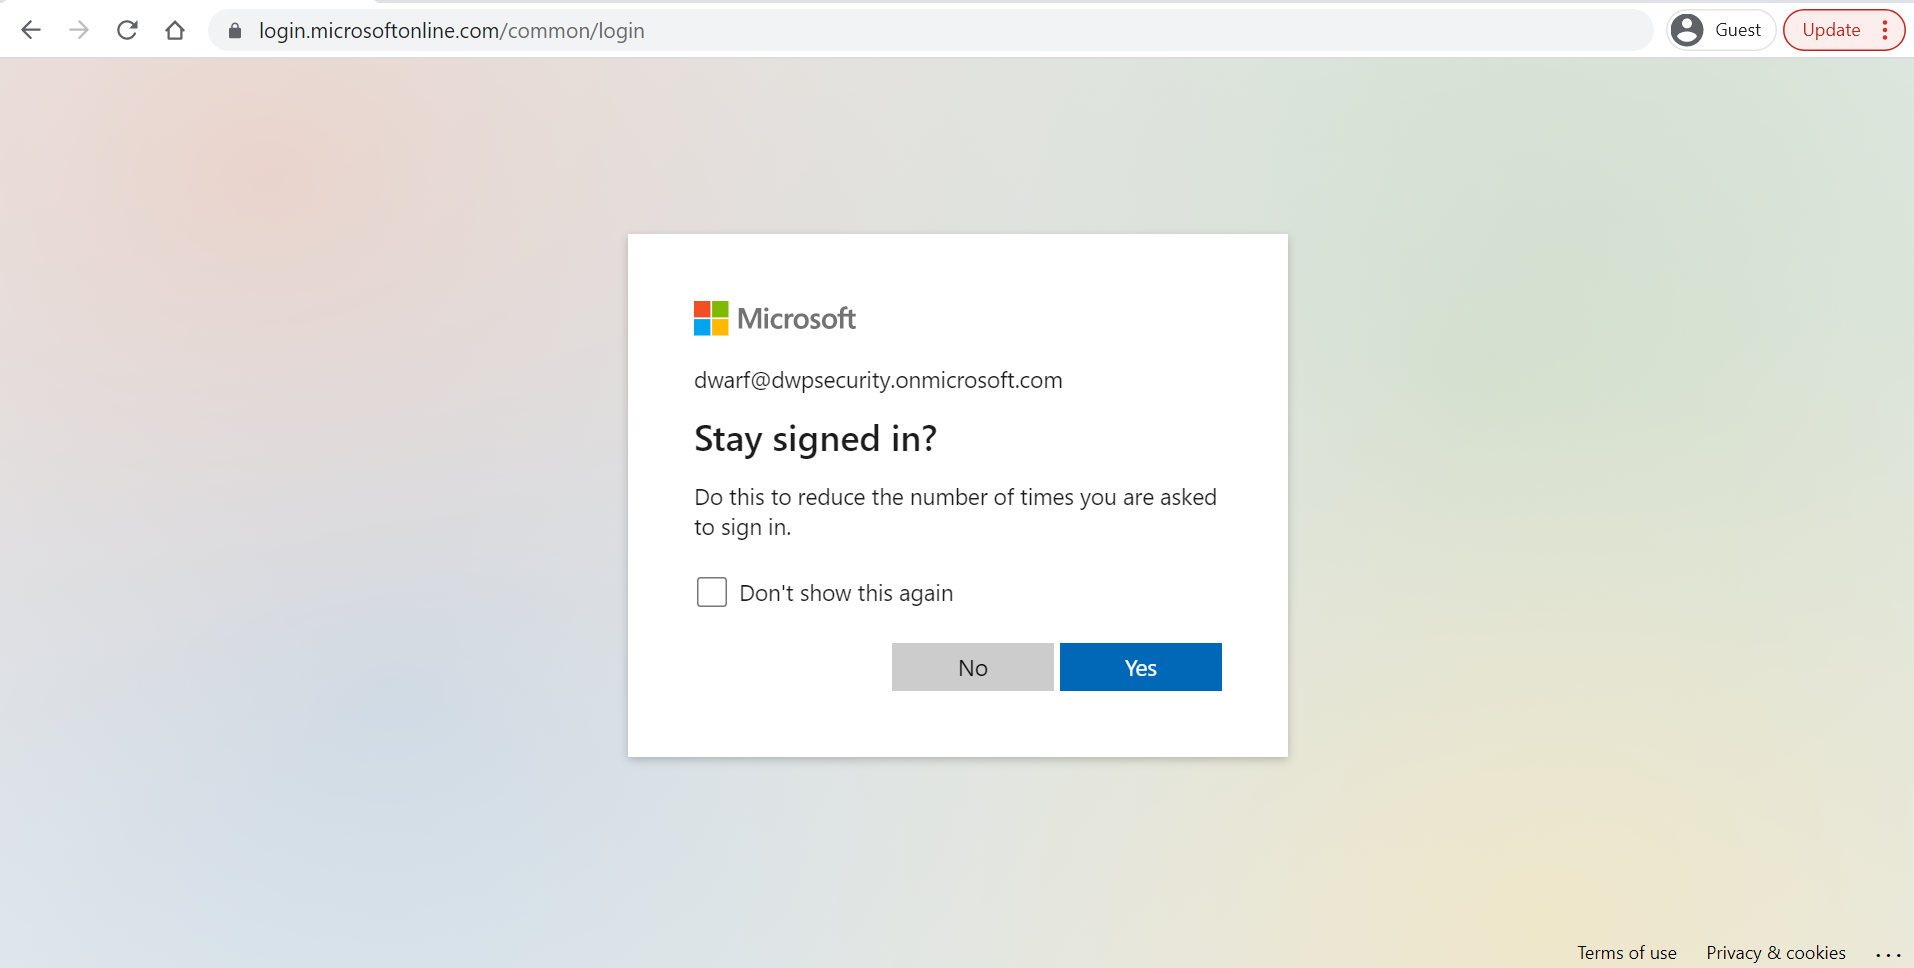 login.microsoftonline.com/common/login
Guest
Update
Microsoft
dwarf@dwpsecurity.onmicrosoft.com
Stay signed in?
Do this to reduce the number of times you are asked
to sign in.
Don't show this again
No
Yes
Terms of use
Privacy & cookies
...